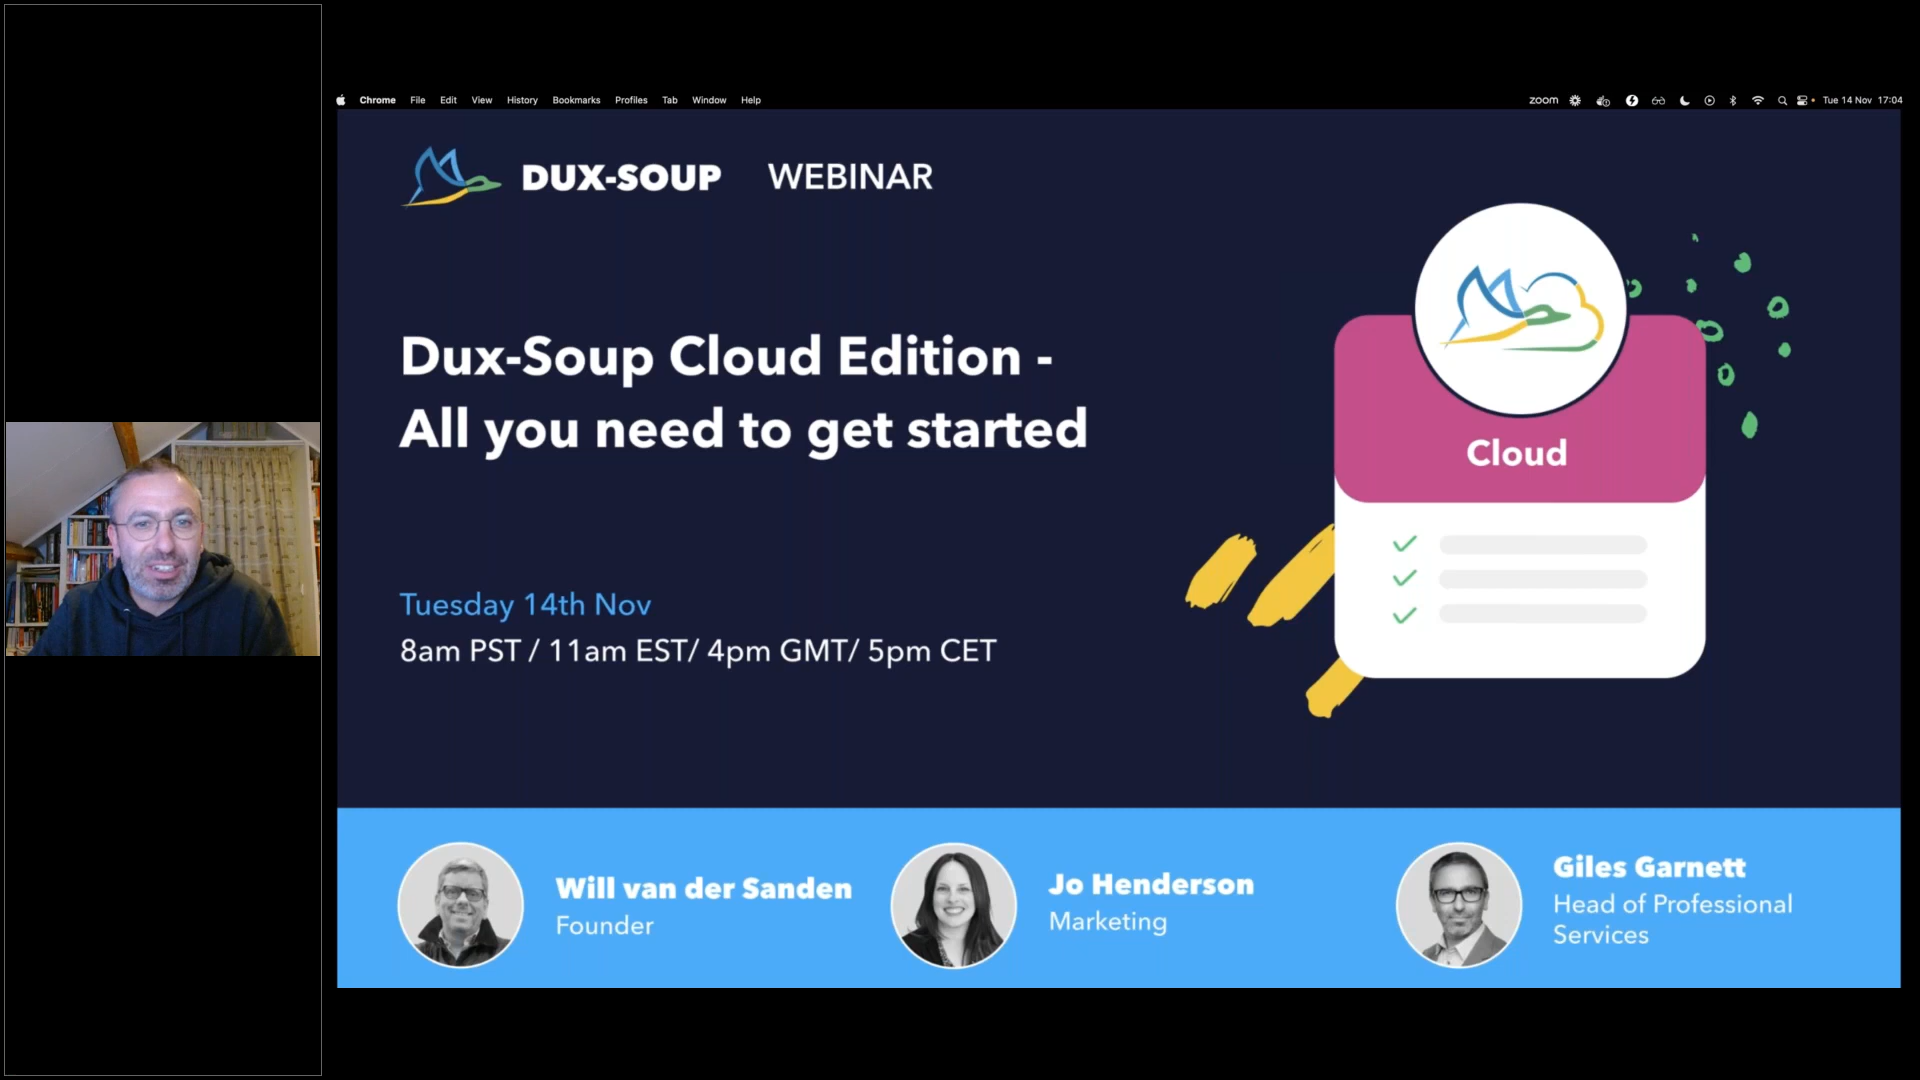 Chrome File Edit View History Bookmarks Profiles Tab Window Help
zoom Tue 14 Nov 17:04
DUX-SOUP WEBINAR
Dux-Soup Cloud Edition -
All you need to get started
Cloud
Tuesday 14th Nov
8am PST / 11am EST/ 4pm GMT/ 5pm CET
Will van der Sanden
Founder
Jo Henderson
Marketing
Giles Garnett
Head of Professional
Services